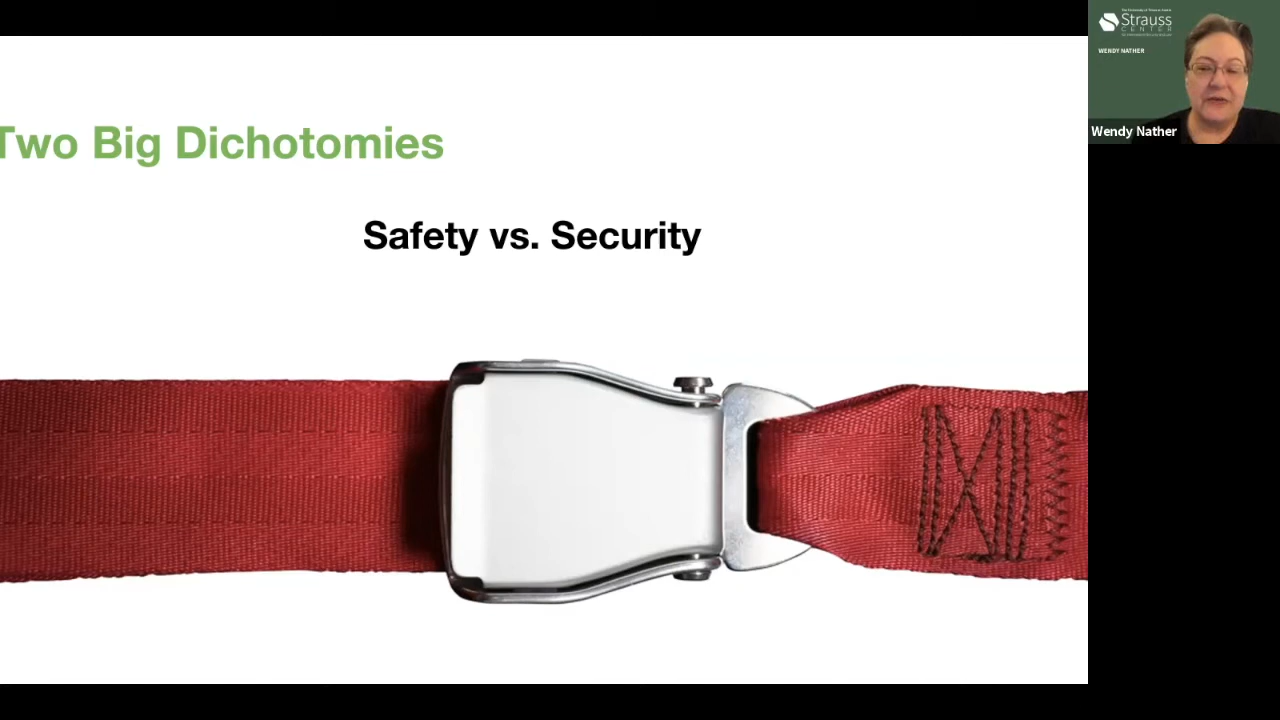 Two Big Dichotomies
Safety vs. Security
Strauss
CENTER
WENDY NATHER
Wendy Nather